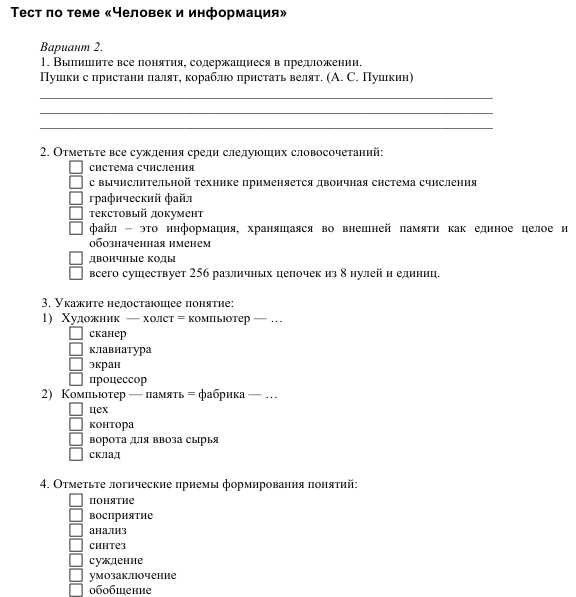 Тест по теме «Человек и информация»
Вариант 2.
1. Выпишите все понятия, содержащиеся в предложении.
Пушки с пристани палят, кораблю пристать велят. (А. С. Пушкин)
2. Отметьте все суждения среди следующих словосочетаний:
система счисления
с вычислительной технике применяется двоичная система счисления
графический файл
текстовый документ
файл – это информация, хранящаяся во внешней памяти как единое целое и
обозначенная именем
двоичные коды
всего существует 256 различных цепочек из 8 нулей и единиц.
3. Укажите недостающее понятие:
1) Художник — холст = компьютер — …
сканер
клавиатура
экран
процессор
2) Компьютер — память = фабрика — …
цех
контора
ворота для ввоза сырья
склад
4. Отметьте логические приемы формирования понятий:
понятие
восприятие
анализ
синтез
суждение
умозаключение
обобщение